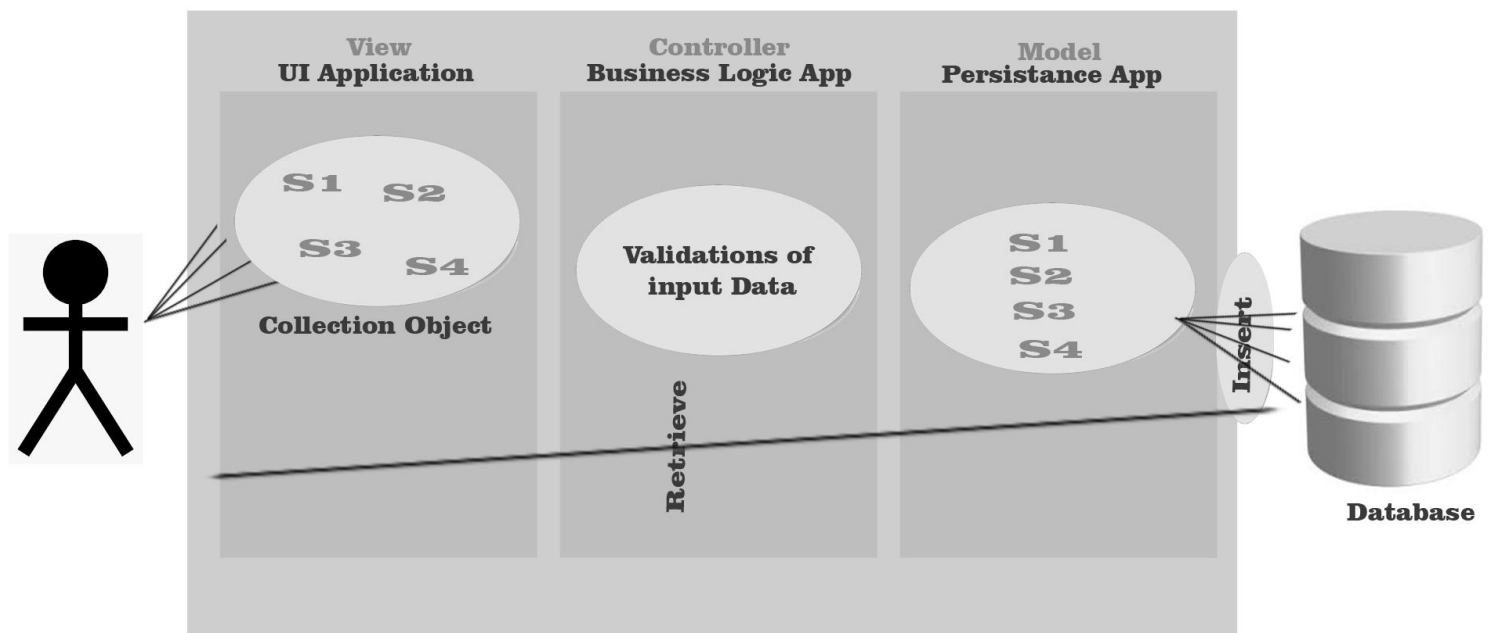 View
UI Application
S1
S2
S3
S4
Collection Object
Controller
Business Logic App
Validations of
input Data
Retrieve
Model
Persistance App
S1
S2
S3
S4
Insert
Database